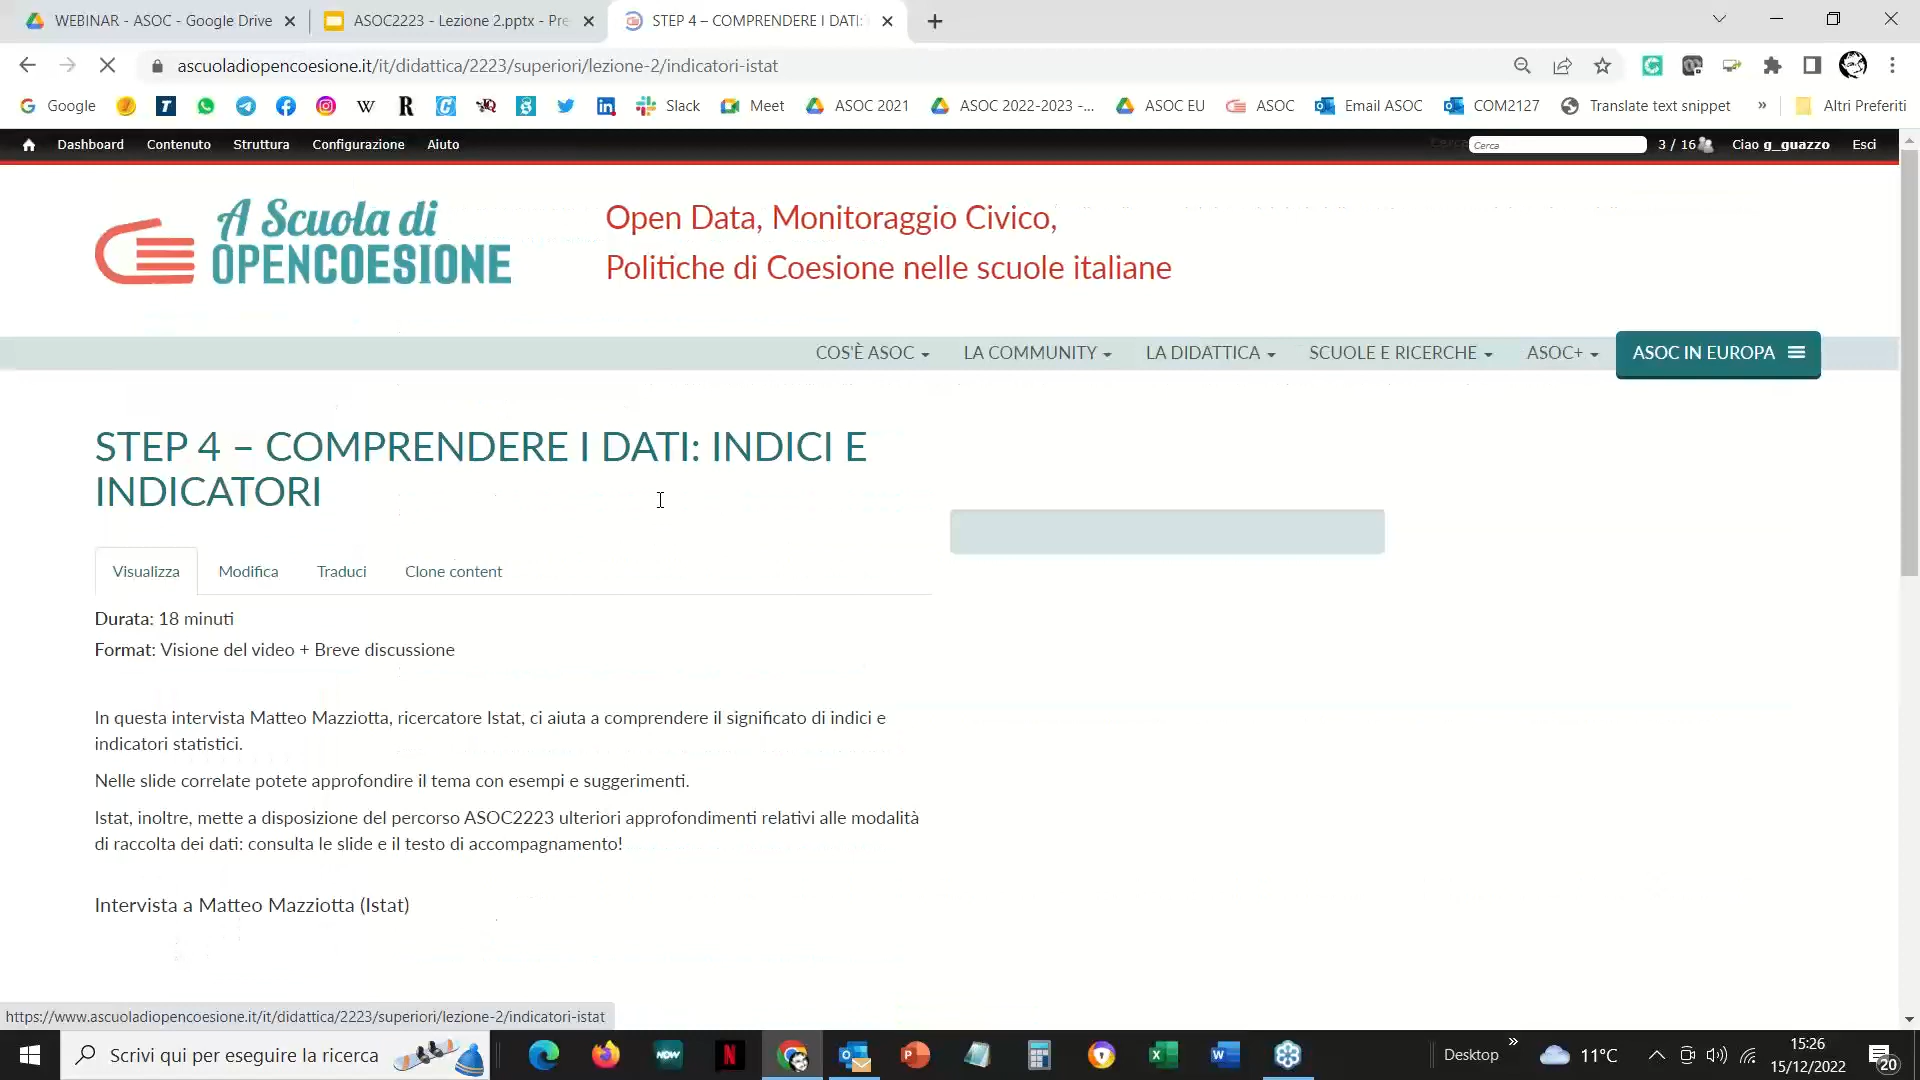 WEBINAR - ASOC - Google Drive
ASOC2223 - Lezione 2.pptx - Pre
STEP 4 – COMPRENDERE I DATI:
ascuoladiopencoesione.it/it/didattica/2223/superiori/lezione-2/indicatori-istat
Google
Slack
Meet
ASOC 2021
ASOC 2022-2023 -...
ASOC EU
ASOC
Email ASOC
COM2127
Translate text snippet
»
Altri Preferiti
Dashboard
Contenuto
Struttura
Configurazione
Aiuto
Cerca
3 / 16
Ciao g_guazzo
Esci
A Scuola di
OPENCOESIONE
Open Data, Monitoraggio Civico,
Politiche di Coesione nelle scuole italiane
COS'È ASOC
LA COMMUNITY
LA DIDATTICA
SCUOLE E RICERCHE
ASOC+
ASOC IN EUROPA
STEP 4 – COMPRENDERE I DATI: INDICI E
INDICATORI
Visualizza
Modifica
Traduci
Clone content
Durata: 18 minuti
Format: Visione del video + Breve discussione
In questa intervista Matteo Mazziotta, ricercatore Istat, ci aiuta a comprendere il significato di indici e
indicatori statistici.
Nelle slide correlate potete approfondire il tema con esempi e suggerimenti.
Istat, inoltre, mette a disposizione del percorso ASOC2223 ulteriori approfondimenti relativi alle modalità
di raccolta dei dati: consulta le slide e il testo di accompagnamento!
Intervista a Matteo Mazziotta (Istat)
https://www.ascuoladiopencoesione.it/it/didattica/2223/superiori/lezione-2/indicatori-istat
Scrivi qui per eseguire la ricerca
NOW
Desktop
»
11°C
15:26
15/12/2022
20